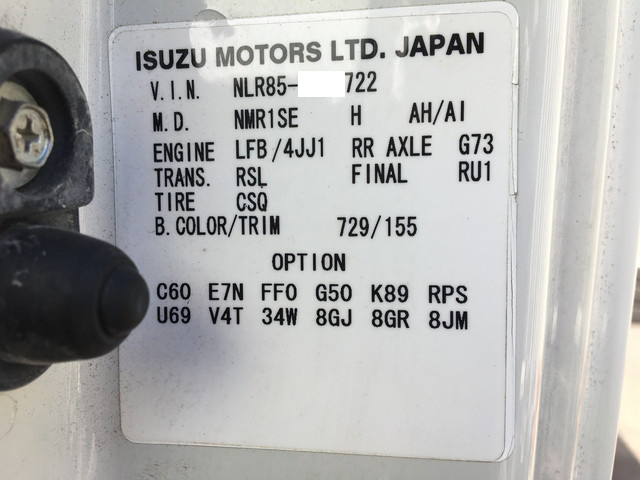 ISUZU MOTORS LTD. JAPAN
V.I.N. NLR85- 722
M.D. NMR1SE H AH/AI
ENGINE LFB/4JJ1 RR AXLE G73
TRANS. RSL FINAL RU1
TIRE CSQ
B.COLOR/TRIM 729/155
OPTION
C60 E7N FF0 G50 K89 RPS
U69 V4T 34W 8GJ 8GR 8JM